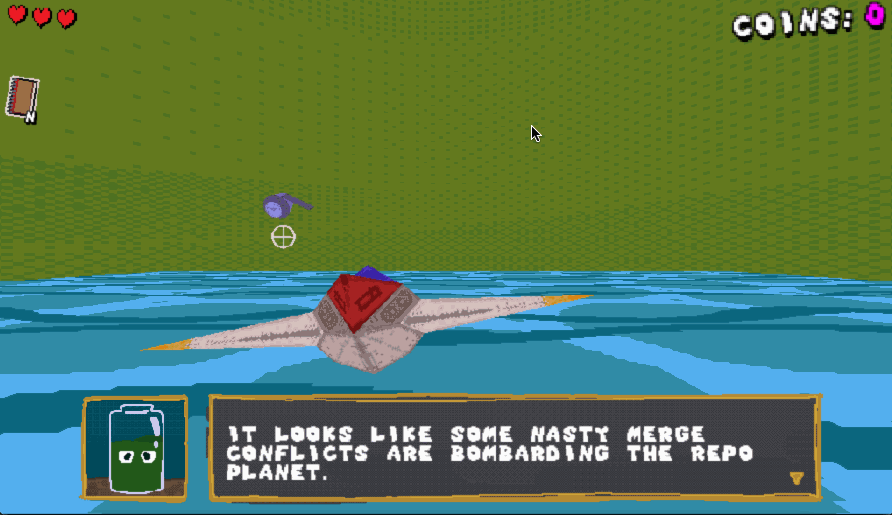 COINS: 0
N
IT LOOKS LIKE SOME NASTY MERGE
CONFLICTS ARE BOMBARDING THE REPO
PLANET.